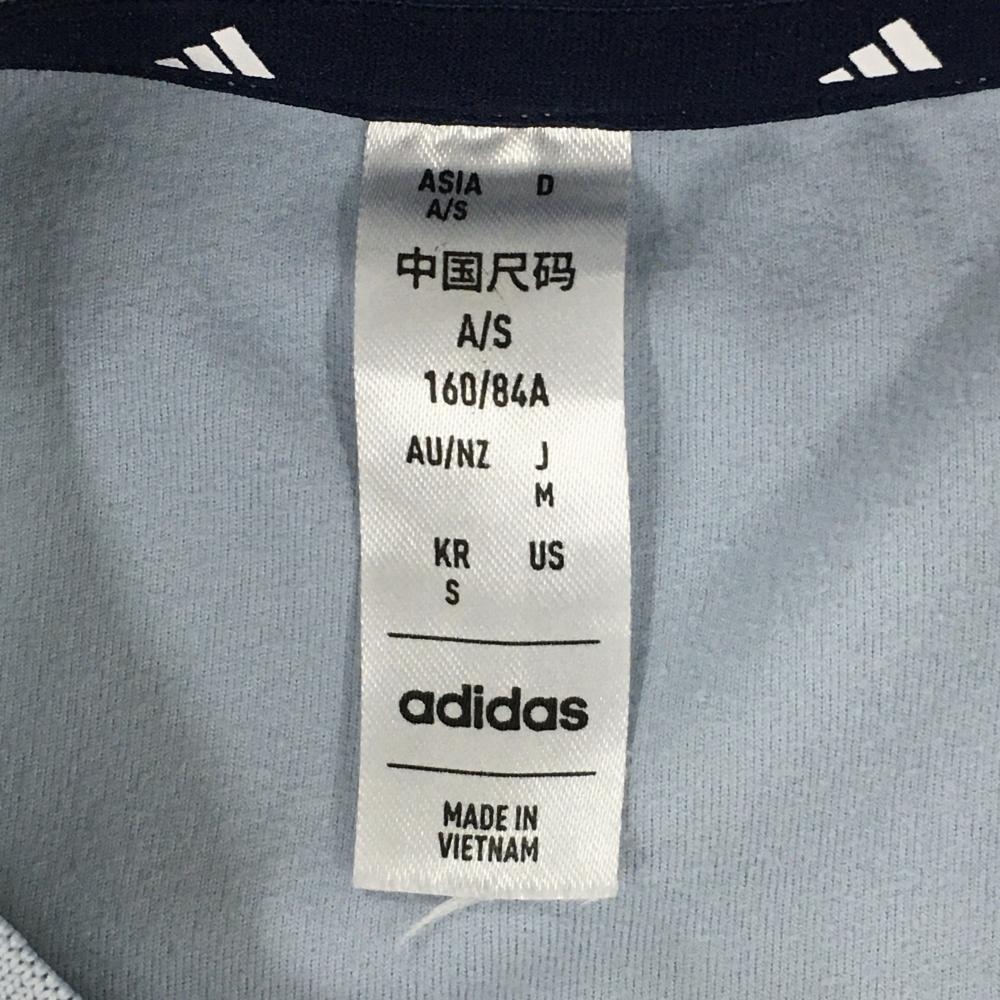 ASIA D
A/S
中国尺码
A/S
160/84A
AU/NZ J
M
KR US
S
adidas
MADE IN
VIETNAM